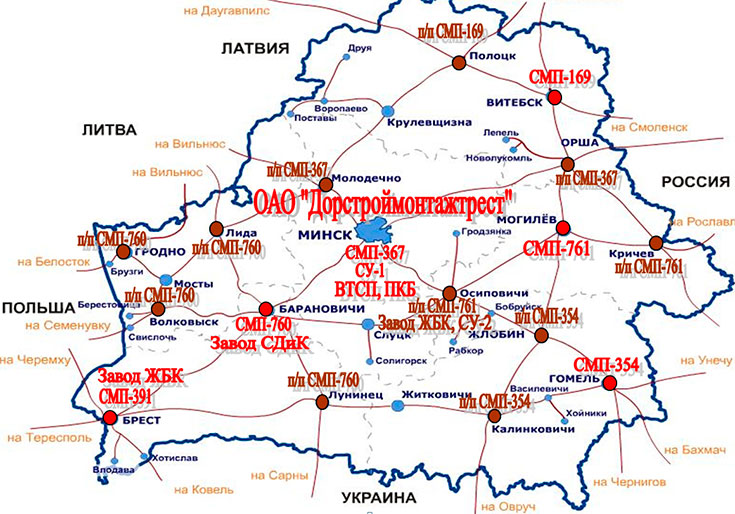 на Даугавпилс
п/п СМП-169
ЛАТВИЯ
Друя
Полоцк
СМП-169
ВИТЕБСК
Воропаево
Поставы
Крулевщизна
ЛИТВА
на Смоленск
Лепель
ОРША
на Вильнюс
Новолукомль
п/п СМП-367
на Вильнюс
Молодечно
п/п СМП-367
РОССИЯ
ОАО "Дорстроймонтажтрест"
МОГИЛЁВ
на Рославл
Лида
МИНСК
Гродзянка
п/п СМП-760
ГРОДНО
п/п СМП-760
СМП-367
СМП-761
Кричев
на Белосток
Брузги
СУ-1
п/п СМП-761
Мосты
ВТСП, ПКБ
п/п СМП-760
Осиповичи
ПОЛЬША
Берестовица
БАРАНОВИЧИ
п/п СМП-761
Бобруйск
Волковыск
СМП-760
Завод ЖБК, СУ-2
п/п СМП-354
на Семенувку
Свислочь
Завод СДиК
Слуцк
ЖЛОБИН
Рабкор
на Черемху
Солигорск
СМП-354
на Унечу
Завод ЖБК
ГОМЕЛЬ
п/п СМП-760
СМП-391
Лунинец
Житковичи
Василевичи
п/п СМП-354
БРЕСТ
Хойники
Калинковичи
на Тересполь
на Бахмач
Хотислав
Влодава
на Сарны
на Чернигов
на Ковель
УКРАИНА
на Овруч